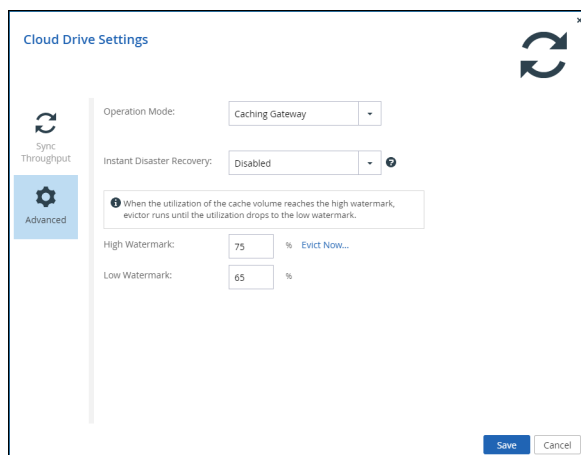 Cloud Drive Settings
Sync
Throughput
Advanced
Operation Mode:
Caching Gateway
Instant Disaster Recovery:
Disabled
When the utilization of the cache volume reaches the high watermark,
evictor runs until the utilization drops to the low watermark.
High Watermark:
75 % Evict Now...
Low Watermark:
65 %
Save Cancel